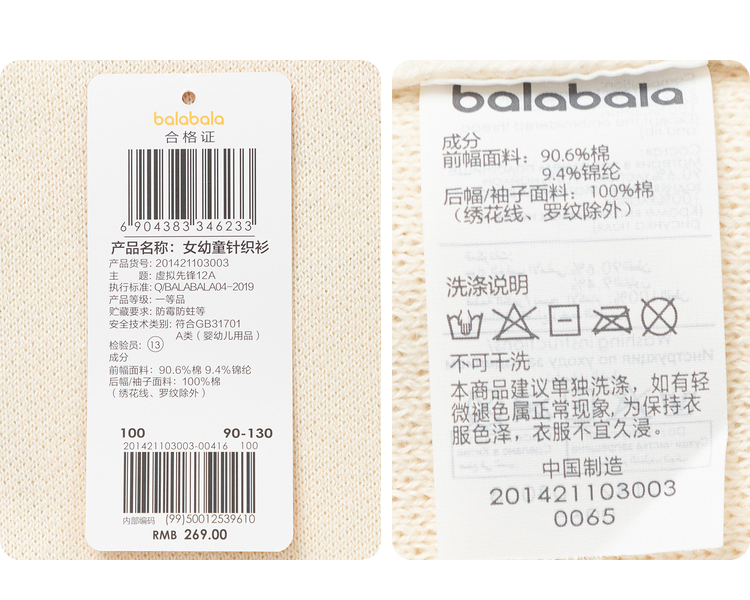 balabala
合格证
6 904383 346233
产品名称：女幼童针织衫
产品货号：201421103003
主　　题：虚拟先锋12A
执行标准：Q/BALABALA04-2019
产品等级：一等品
贮藏要求：防霉防蛀等
安全技术类别：符合GB31701
A类（婴幼儿用品）
检验员：⑬
成分
前幅面料：90.6%棉 9.4%锦纶
后幅/袖子面料：100%棉
（绣花线、罗纹除外）
100 90-130
201421103003-00416 100
内部编码 (99)50012539610
RMB 269.00
balabala
成分
前幅面料：90.6%棉
9.4%锦纶
后幅/袖子面料：100%棉
（绣花线、罗纹除外）
洗涤说明
不可干洗
本商品建议单独洗涤，如有轻
微褪色属正常现象，为保持衣
服色泽，衣服不宜久浸。
中国制造
201421103003
0065